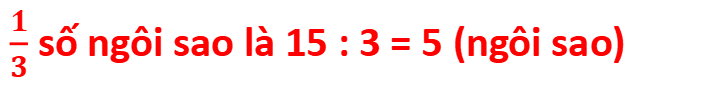 1/3 số ngôi sao là 15 : 3 = 5 (ngôi sao)